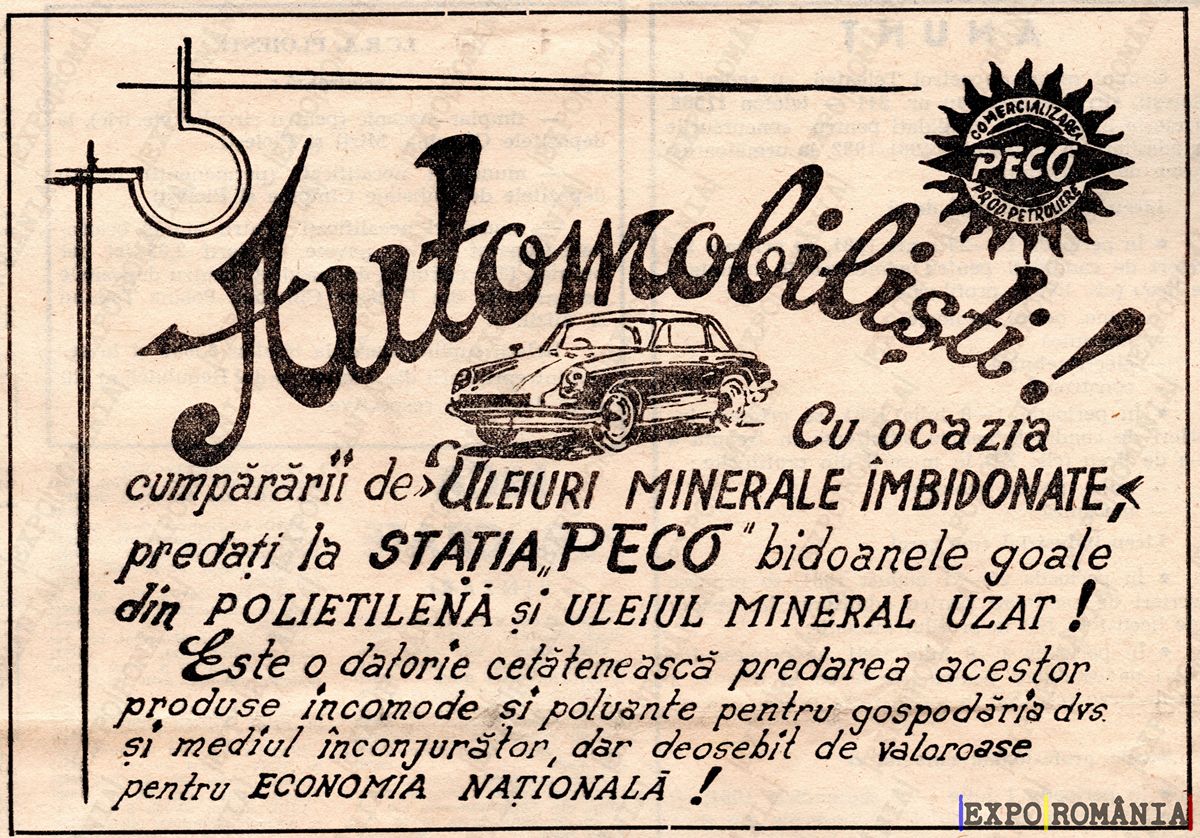 COMERCIALIZAREA
PECO
PROD. PETROLIERE
Automobiliști!
Cu ocazia
cumpărării de »ULEIURI MINERALE ÎMBIDONATE«,
predați la STAȚIA „PECO" bidoanele goale
din POLIETILENĂ și ULEIUL MINERAL UZAT!
Este o datorie cetățenească predarea acestor
produse incomode și poluante pentru gospodăria dvs.
și mediul înconjurător, dar deosebit de valoroase
pentru ECONOMIA NAȚIONALĂ!
EXPO ROMÂNIA